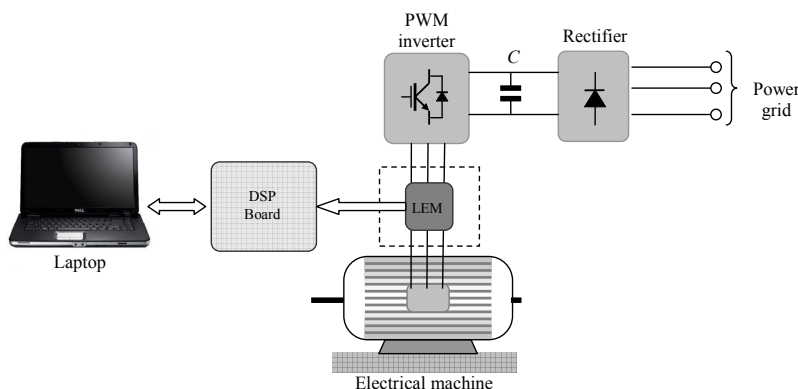 PWM
inverter
C
Rectifier
Power
grid
DSP
Board
LEM
Laptop
Electrical machine